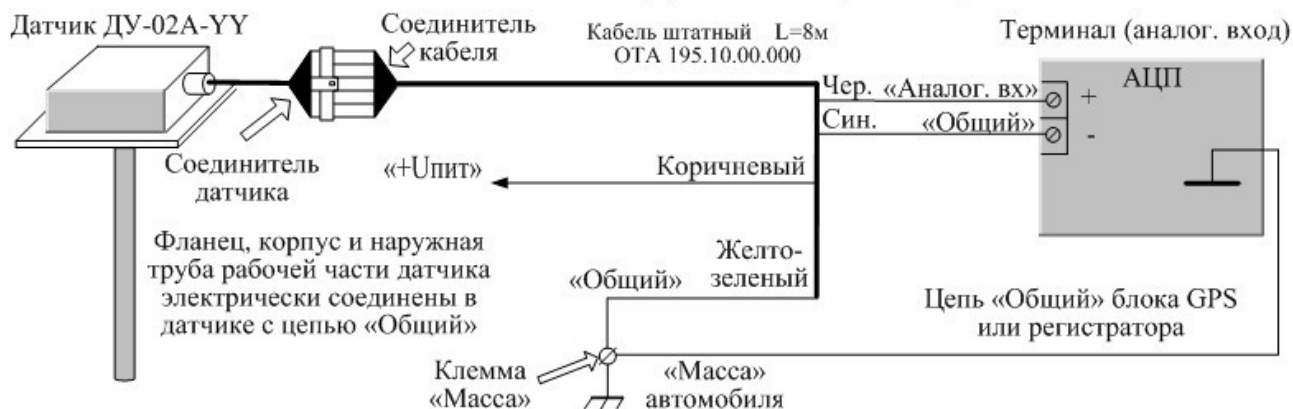 Датчик ДУ-02А-YY
Соединитель
кабеля
Кабель штатный L=8м
ОТА 195.10.00.000
Терминал (аналог. вход)
АЦП
Чер. «Аналог. вх»
+
Син. «Общий»
-
Соединитель
датчика
«+Uпит»
Коричневый
Фланец, корпус и наружная
труба рабочей части датчика
электрически соединены в
датчике с цепью «Общий»
Желто-
зеленый
«Общий»
Цепь «Общий» блока GPS
или регистратора
Клемма
«Масса»
«Масса»
автомобиля